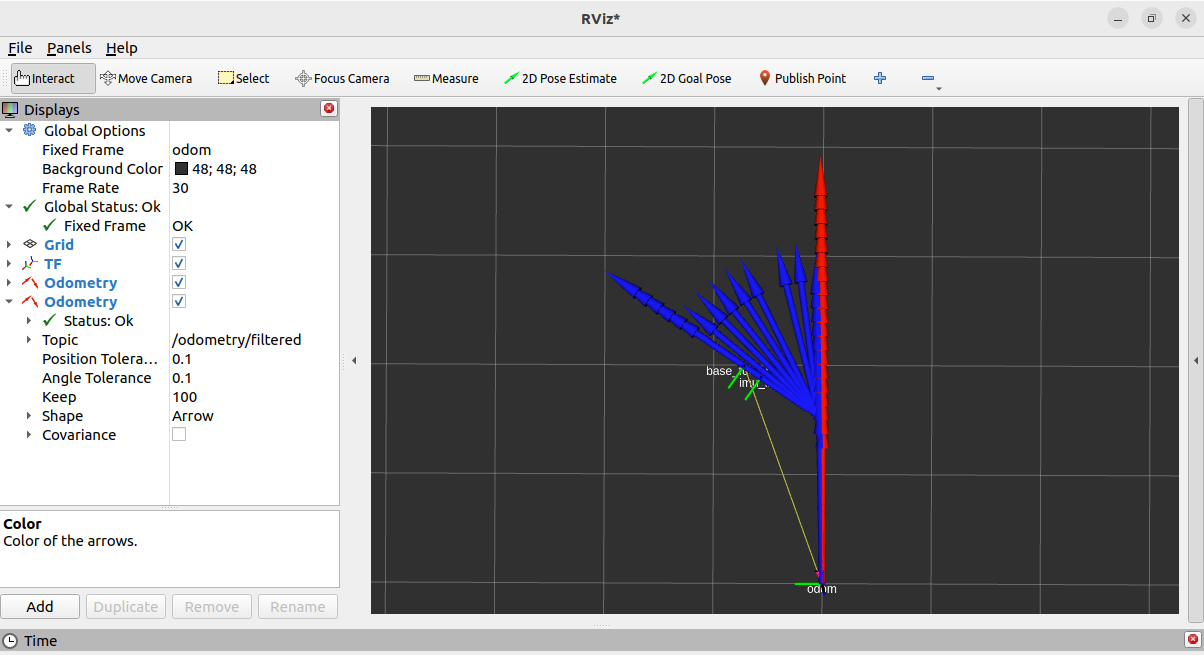 RViz*
File Panels Help
Interact Move Camera Select Focus Camera Measure 2D Pose Estimate 2D Goal Pose Publish Point
Displays
Global Options
Fixed Frame odom
Background Color 48; 48; 48
Frame Rate 30
Global Status: Ok
Fixed Frame OK
Grid
TF
Odometry
Odometry
Status: Ok
Topic /odometry/filtered
Position Tolera... 0.1
Angle Tolerance 0.1
Keep 100
Shape Arrow
Covariance
Color
Color of the arrows.
Add Duplicate Remove Rename
odom
Time